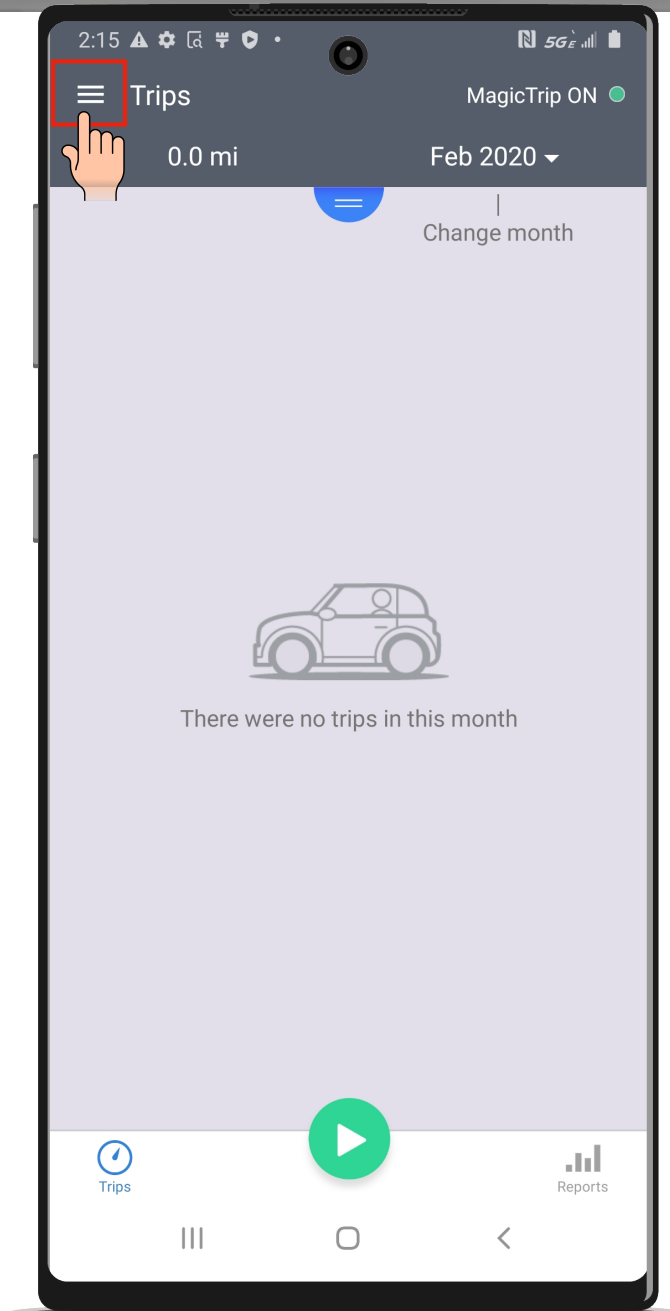 2:15 5GE
Trips MagicTrip ON
0.0 mi Feb 2020
Change month
There were no trips in this month
Trips Reports